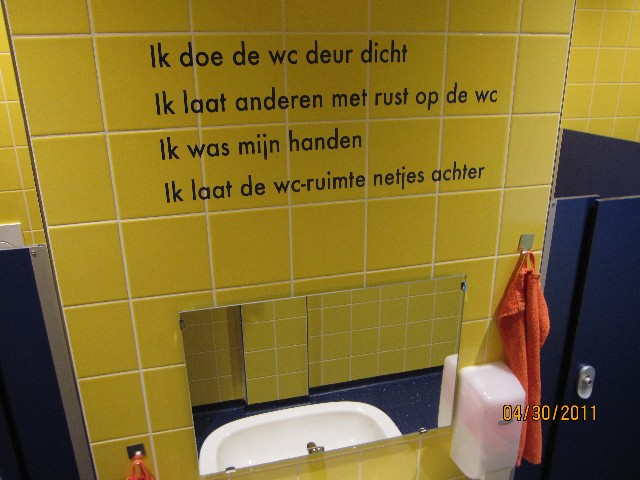 Ik doe de wc deur dicht
Ik laat anderen met rust op de wc
Ik was mijn handen
Ik laat de wc-ruimte netjes achter
04/30/2011